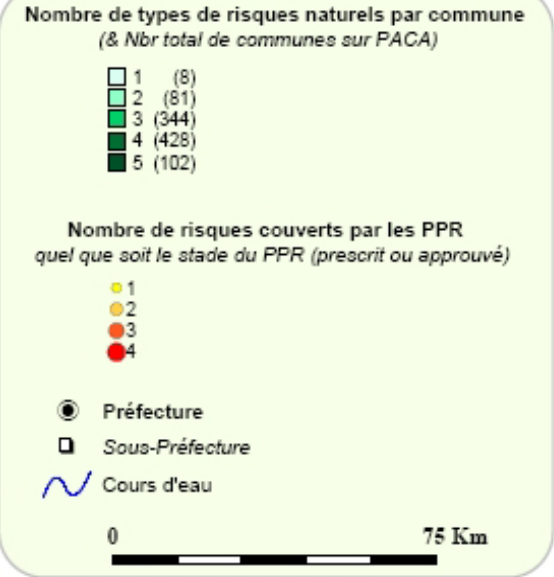 Nombre de types de risques naturels par commune
(& Nbr total de communes sur PACA)
1 (8)
2 (81)
3 (344)
4 (428)
5 (102)
Nombre de risques couverts par les PPR
quel que soit le stade du PPR (prescrit ou approuvé)
1
2
3
4
Préfecture
Sous-Préfecture
Cours d'eau
0 75 Km